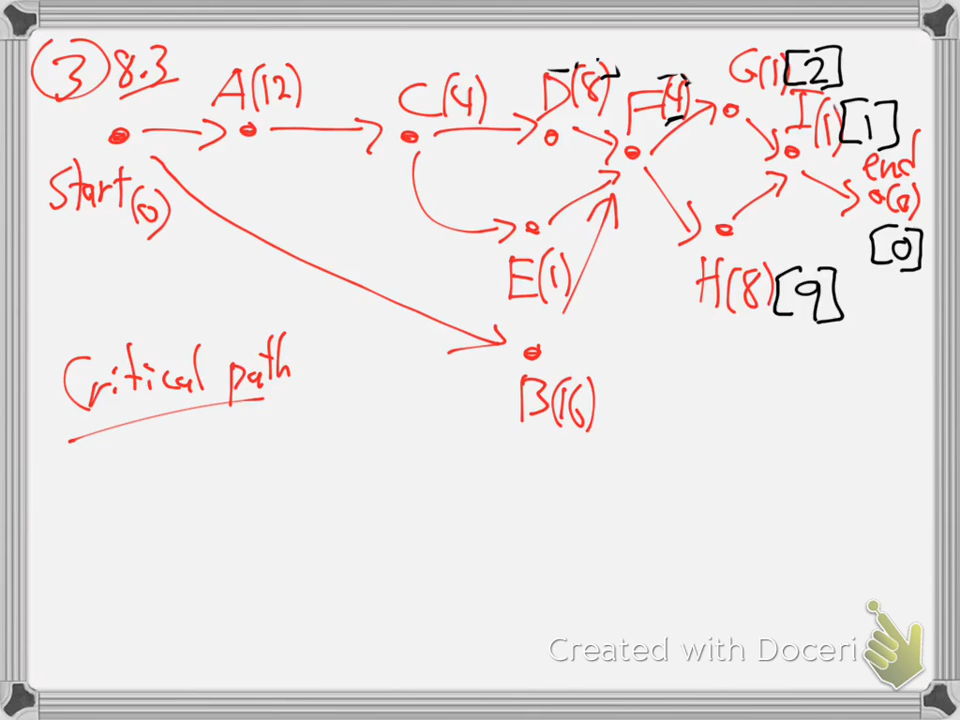 ③ 8.3
A(12)
C(4)
D(8)
F(4)
G(1)[2]
I(1)[1]
end
(0)
[0]
Start(0)
E(1)
H(8)[9]
B(16)
Critical path
Created with Doceri